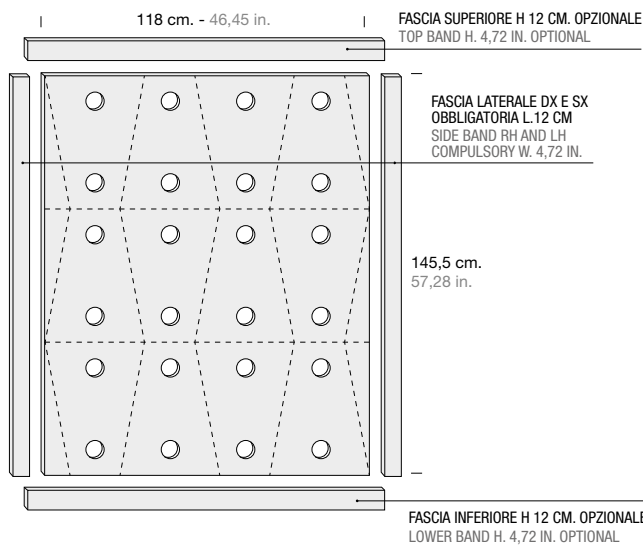 118 cm. - 46,45 in.
FASCIA SUPERIORE H 12 CM. OPZIONALE
TOP BAND H. 4,72 IN. OPTIONAL
FASCIA LATERALE DX E SX
OBBLIGATORIA L.12 CM
SIDE BAND RH AND LH
COMPULSORY W. 4,72 IN.
145,5 cm.
57,28 in.
FASCIA INFERIORE H 12 CM. OPZIONALE
LOWER BAND H. 4,72 IN. OPTIONAL